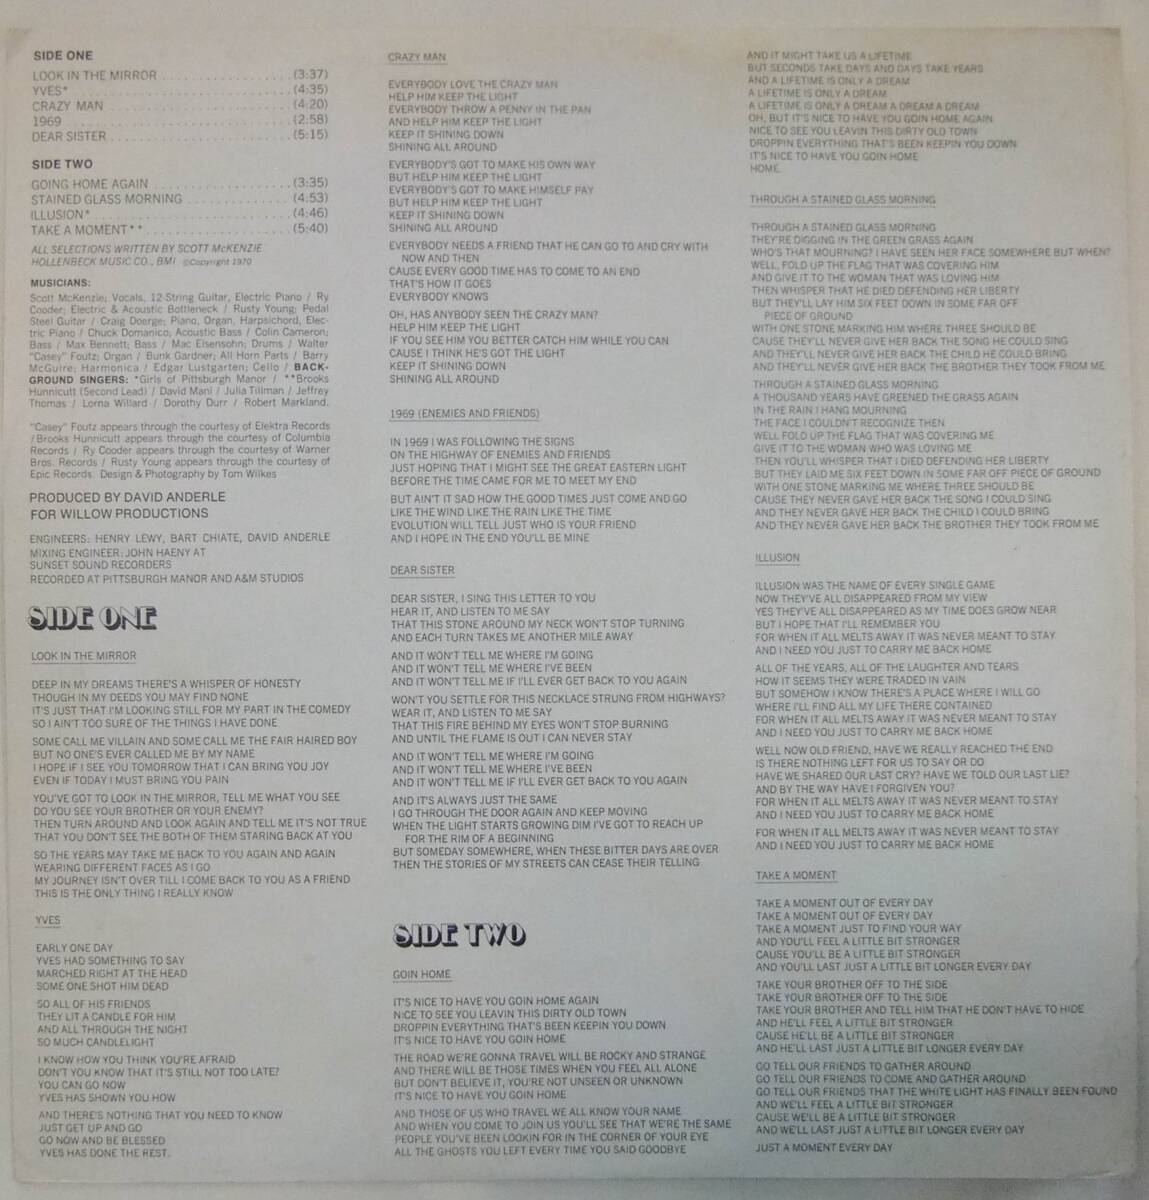 SIDE ONE
LOOK IN THE MIRROR (3:37)
YVES* (4:35)
CRAZY MAN (4:20)
1969 (2:58)
DEAR SISTER (5:15)
SIDE TWO
GOING HOME AGAIN (3:35)
STAINED GLASS MORNING (4:53)
ILLUSION* (4:46)
TAKE A MOMENT** (5:40)
ALL SELECTIONS WRITTEN BY SCOTT McKENZIE
HOLLENBECK MUSIC CO., BMI ©Copyright 1970
MUSICIANS:
Scott McKenzie; Vocals, 12-String Guitar, Electric Piano / Ry
Cooder; Electric & Acoustic Bottleneck / Rusty Young; Pedal
Steel Guitar / Craig Doerge; Piano, Organ, Harpsichord, Elec-
tric Piano / Chuck Domanico, Acoustic Bass / Colin Cameron;
Bass / Max Bennett; Bass / Mac Elsensohn; Drums / Walter
"Casey" Foutz; Organ / Bunk Gardner; All Horn Parts / Barry
McGuire; Harmonica / Edgar Lustgarten; Cello / BACK-
GROUND SINGERS: *Girls of Pittsburgh Manor / **Brooks
Hunnicutt (Second Lead) / David Mani / Julia Tillman / Jeffrey
Thomas / Lorna Willard / Dorothy Durr / Robert Markland.
"Casey" Foutz appears through the courtesy of Elektra Records
/ Brooks Hunnicutt appears through the courtesy of Columbia
Records / Ry Cooder appears through the courtesy of Warner
Bros. Records / Rusty Young appears through the courtesy of
Epic Records. Design & Photography by Tom Wilkes
PRODUCED BY DAVID ANDERLE
FOR WILLOW PRODUCTIONS
ENGINEERS: HENRY LEWY, BART CHIATE, DAVID ANDERLE
MIXING ENGINEER: JOHN HAENY AT
SUNSET SOUND RECORDERS
RECORDED AT PITTSBURGH MANOR AND A&M STUDIOS
SIDE ONE
LOOK IN THE MIRROR
DEEP IN MY DREAMS THERE'S A WHISPER OF HONESTY
THOUGH IN MY DEEDS YOU MAY FIND NONE
IT'S JUST THAT I'M LOOKING STILL FOR MY PART IN THE COMEDY
SO I AIN'T TOO SURE OF THE THINGS I HAVE DONE
SOME CALL ME VILLAIN AND SOME CALL ME THE FAIR HAIRED BOY
BUT NO ONE'S EVER CALLED ME BY MY NAME
I HOPE IF I SEE YOU TOMORROW THAT I CAN BRING YOU JOY
EVEN IF TODAY I MUST BRING YOU PAIN
YOU'VE GOT TO LOOK IN THE MIRROR, TELL ME WHAT YOU SEE
DO YOU SEE YOUR BROTHER OR YOUR ENEMY?
THEN TURN AROUND AND LOOK AGAIN AND TELL ME IT'S NOT TRUE
THAT YOU DON'T SEE THE BOTH OF THEM STARING BACK AT YOU
SO THE YEARS MAY TAKE ME BACK TO YOU AGAIN AND AGAIN
WEARING DIFFERENT FACES AS I GO
MY JOURNEY ISN'T OVER TILL I COME BACK TO YOU AS A FRIEND
THIS IS THE ONLY THING I REALLY KNOW
YVES
EARLY ONE DAY
YVES HAD SOMETHING TO SAY
MARCHED RIGHT AT THE HEAD
SOME ONE SHOT HIM DEAD
SO ALL OF HIS FRIENDS
THEY LIT A CANDLE FOR HIM
AND ALL THROUGH THE NIGHT
SO MUCH CANDLELIGHT
I KNOW HOW YOU THINK YOU'RE AFRAID
DON'T YOU KNOW THAT IT'S STILL NOT TOO LATE?
YOU CAN GO NOW
YVES HAS SHOWN YOU HOW
AND THERE'S NOTHING THAT YOU NEED TO KNOW
JUST GET UP AND GO
GO NOW AND BE BLESSED
YVES HAS DONE THE REST.
CRAZY MAN
EVERYBODY LOVE THE CRAZY MAN
HELP HIM KEEP THE LIGHT
EVERYBODY THROW A PENNY IN THE PAN
AND HELP HIM KEEP THE LIGHT
KEEP IT SHINING DOWN
SHINING ALL AROUND
EVERYBODY'S GOT TO MAKE HIS OWN WAY
BUT HELP HIM KEEP THE LIGHT
EVERYBODY'S GOT TO MAKE HIMSELF PAY
BUT HELP HIM KEEP THE LIGHT
KEEP IT SHINING DOWN
SHINING ALL AROUND
EVERYBODY NEEDS A FRIEND THAT HE CAN GO TO AND CRY WITH
NOW AND THEN
CAUSE EVERY GOOD TIME HAS TO COME TO AN END
THAT'S HOW IT GOES
EVERYBODY KNOWS
OH, HAS ANYBODY SEEN THE CRAZY MAN?
HELP HIM KEEP THE LIGHT
IF YOU SEE HIM YOU BETTER CATCH HIM WHILE YOU CAN
CAUSE I THINK HE'S GOT THE LIGHT
KEEP IT SHINING DOWN
SHINING ALL AROUND
1969 (ENEMIES AND FRIENDS)
IN 1969 I WAS FOLLOWING THE SIGNS
ON THE HIGHWAY OF ENEMIES AND FRIENDS
JUST HOPING THAT I MIGHT SEE THE GREAT EASTERN LIGHT
BEFORE THE TIME CAME FOR ME TO MEET MY END
BUT AIN'T IT SAD HOW THE GOOD TIMES JUST COME AND GO
LIKE THE WIND LIKE THE RAIN LIKE THE TIME
EVOLUTION WILL TELL JUST WHO IS YOUR FRIEND
AND I HOPE IN THE END YOU'LL BE MINE
DEAR SISTER
DEAR SISTER, I SING THIS LETTER TO YOU
HEAR IT, AND LISTEN TO ME SAY
THAT THIS STONE AROUND MY NECK WON'T STOP TURNING
AND EACH TURN TAKES ME ANOTHER MILE AWAY
AND IT WON'T TELL ME WHERE I'M GOING
AND IT WON'T TELL ME WHERE I'VE BEEN
AND IT WON'T TELL ME IF I'LL EVER GET BACK TO YOU AGAIN
WON'T YOU SETTLE FOR THIS NECKLACE STRUNG FROM HIGHWAYS?
WEAR IT, AND LISTEN TO ME SAY
THAT THIS FIRE BEHIND MY EYES WON'T STOP BURNING
AND UNTIL THE FLAME IS OUT I CAN NEVER STAY
AND IT WON'T TELL ME WHERE I'M GOING
AND IT WON'T TELL ME WHERE I'VE BEEN
AND IT WON'T TELL ME IF I'LL EVER GET BACK TO YOU AGAIN
AND IT'S ALWAYS JUST THE SAME
I GO THROUGH THE DOOR AGAIN AND KEEP MOVING
WHEN THE LIGHT STARTS GROWING DIM I'VE GOT TO REACH UP
FOR THE RIM OF A BEGINNING
BUT SOMEDAY SOMEWHERE, WHEN THESE BITTER DAYS ARE OVER
THEN THE STORIES OF MY STREETS CAN CEASE THEIR TELLING
SIDE TWO
GOIN HOME
IT'S NICE TO HAVE YOU GOIN HOME AGAIN
NICE TO SEE YOU LEAVIN THIS DIRTY OLD TOWN
DROPPIN EVERYTHING THAT'S BEEN KEEPIN YOU DOWN
IT'S NICE TO HAVE YOU GOIN HOME
THE ROAD WE'RE GONNA TRAVEL WILL BE ROCKY AND STRANGE
AND THERE WILL BE THOSE TIMES WHEN YOU FEEL ALL ALONE
BUT DON'T BELIEVE IT, YOU'RE NOT UNSEEN OR UNKNOWN
IT'S NICE TO HAVE YOU GOIN HOME
AND THOSE OF US WHO TRAVEL WE ALL KNOW YOUR NAME
AND WHEN YOU COME TO JOIN US YOU'LL SEE THAT WE'RE THE SAME
PEOPLE YOU'VE BEEN LOOKIN FOR IN THE CORNER OF YOUR EYE
ALL THE GHOSTS YOU LEFT EVERY TIME YOU SAID GOODBYE
AND IT MIGHT TAKE US A LIFETIME
BUT SECONDS TAKE DAYS AND DAYS TAKE YEARS
AND A LIFETIME IS ONLY A DREAM
A LIFETIME IS ONLY A DREAM
A LIFETIME IS ONLY A DREAM A DREAM A DREAM
OH, BUT IT'S NICE TO HAVE YOU GOIN HOME AGAIN
NICE TO SEE YOU LEAVIN THIS DIRTY OLD TOWN
DROPPIN EVERYTHING THAT'S BEEN KEEPIN YOU DOWN
IT'S NICE TO HAVE YOU GOIN HOME
HOME.
THROUGH A STAINED GLASS MORNING
THROUGH A STAINED GLASS MORNING
THEY'RE DIGGING IN THE GREEN GRASS AGAIN
WHO'S THAT MOURNING? I HAVE SEEN HER FACE SOMEWHERE BUT WHEN?
WELL, FOLD UP THE FLAG THAT WAS COVERING HIM
AND GIVE IT TO THE WOMAN THAT WAS LOVING HIM
THEN WHISPER THAT HE DIED DEFENDING HER LIBERTY
BUT THEY'LL LAY HIM SIX FEET DOWN IN SOME FAR OFF
PIECE OF GROUND
WITH ONE STONE MARKING HIM WHERE THREE SHOULD BE
CAUSE THEY'LL NEVER GIVE HER BACK THE SONG HE COULD SING
AND THEY'LL NEVER GIVE HER BACK THE CHILD HE COULD BRING
AND THEY'LL NEVER GIVE HER BACK THE BROTHER THEY TOOK FROM ME
THROUGH A STAINED GLASS MORNING
A THOUSAND YEARS HAVE GREENED THE GRASS AGAIN
IN THE RAIN I HANG MOURNING
THE FACE I COULDN'T RECOGNIZE THEN
WELL FOLD UP THE FLAG THAT WAS COVERING ME
GIVE IT TO THE WOMAN WHO WAS LOVING ME
THEN YOU'LL WHISPER THAT I DIED DEFENDING HER LIBERTY
BUT THEY LAID ME SIX FEET DOWN IN SOME FAR OFF PIECE OF GROUND
WITH ONE STONE MARKING ME WHERE THREE SHOULD BE
CAUSE THEY NEVER GAVE HER BACK THE SONG I COULD SING
AND THEY NEVER GAVE HER BACK THE CHILD I COULD BRING
AND THEY NEVER GAVE HER BACK THE BROTHER THEY TOOK FROM ME
ILLUSION
ILLUSION WAS THE NAME OF EVERY SINGLE GAME
NOW THEY'VE ALL DISAPPEARED FROM MY VIEW
YES THEY'VE ALL DISAPPEARED AS MY TIME DOES GROW NEAR
BUT I HOPE THAT I'LL REMEMBER YOU
FOR WHEN IT ALL MELTS AWAY IT WAS NEVER MEANT TO STAY
AND I NEED YOU JUST TO CARRY ME BACK HOME
ALL OF THE YEARS, ALL OF THE LAUGHTER AND TEARS
HOW IT SEEMS THEY WERE TRADED IN VAIN
BUT SOMEHOW I KNOW THERE'S A PLACE WHERE I WILL GO
WHERE I'LL FIND ALL MY LIFE THERE CONTAINED
FOR WHEN IT ALL MELTS AWAY IT WAS NEVER MEANT TO STAY
AND I NEED YOU JUST TO CARRY ME BACK HOME
WELL NOW OLD FRIEND, HAVE WE REALLY REACHED THE END
IS THERE NOTHING LEFT FOR US TO SAY OR DO
HAVE WE SHARED OUR LAST CRY? HAVE WE TOLD OUR LAST LIE?
AND BY THE WAY HAVE I FORGIVEN YOU?
FOR WHEN IT ALL MELTS AWAY IT WAS NEVER MEANT TO STAY
AND I NEED YOU JUST TO CARRY ME BACK HOME
FOR WHEN IT ALL MELTS AWAY IT WAS NEVER MEANT TO STAY
AND I NEED YOU JUST TO CARRY ME BACK HOME
TAKE A MOMENT
TAKE A MOMENT OUT OF EVERY DAY
TAKE A MOMENT OUT OF EVERY DAY
TAKE A MOMENT JUST TO FIND YOUR WAY
AND YOU'LL FEEL A LITTLE BIT STRONGER
CAUSE YOU'LL BE A LITTLE BIT STRONGER
AND YOU'LL LAST JUST A LITTLE BIT LONGER EVERY DAY
TAKE YOUR BROTHER OFF TO THE SIDE
TAKE YOUR BROTHER OFF TO THE SIDE
TAKE YOUR BROTHER AND TELL HIM THAT HE DON'T HAVE TO HIDE
AND HE'LL FEEL A LITTLE BIT STRONGER
CAUSE HE'LL BE A LITTLE BIT STRONGER
AND HE'LL LAST JUST A LITTLE BIT LONGER EVERY DAY
GO TELL OUR FRIENDS TO GATHER AROUND
GO TELL OUR FRIENDS TO COME AND GATHER AROUND
GO TELL OUR FRIENDS THAT THE WHITE LIGHT HAS FINALLY BEEN FOUND
AND WE'LL FEEL A LITTLE BIT STRONGER
CAUSE WE'LL BE A LITTLE BIT STRONGER
AND WE'LL LAST JUST A LITTLE BIT LONGER EVERY DAY
JUST A MOMENT EVERY DAY